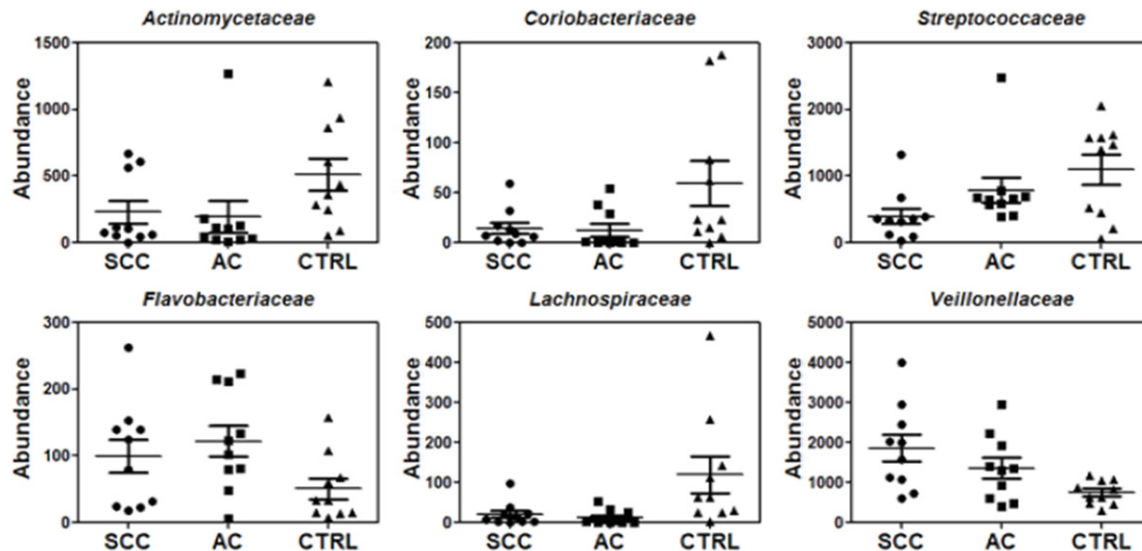 Actinomycetaceae
Coriobacteriaceae
Streptococcaceae
Abundance
1500
1000
500
0
SCC AC CTRL
Abundance
200
150
100
50
0
SCC AC CTRL
Abundance
3000
2000
1000
0
SCC AC CTRL
Flavobacteriaceae
Lachnospiraceae
Veillonellaceae
Abundance
300
200
100
0
SCC AC CTRL
Abundance
500
400
300
200
100
0
SCC AC CTRL
Abundance
5000
4000
3000
2000
1000
0
SCC AC CTRL